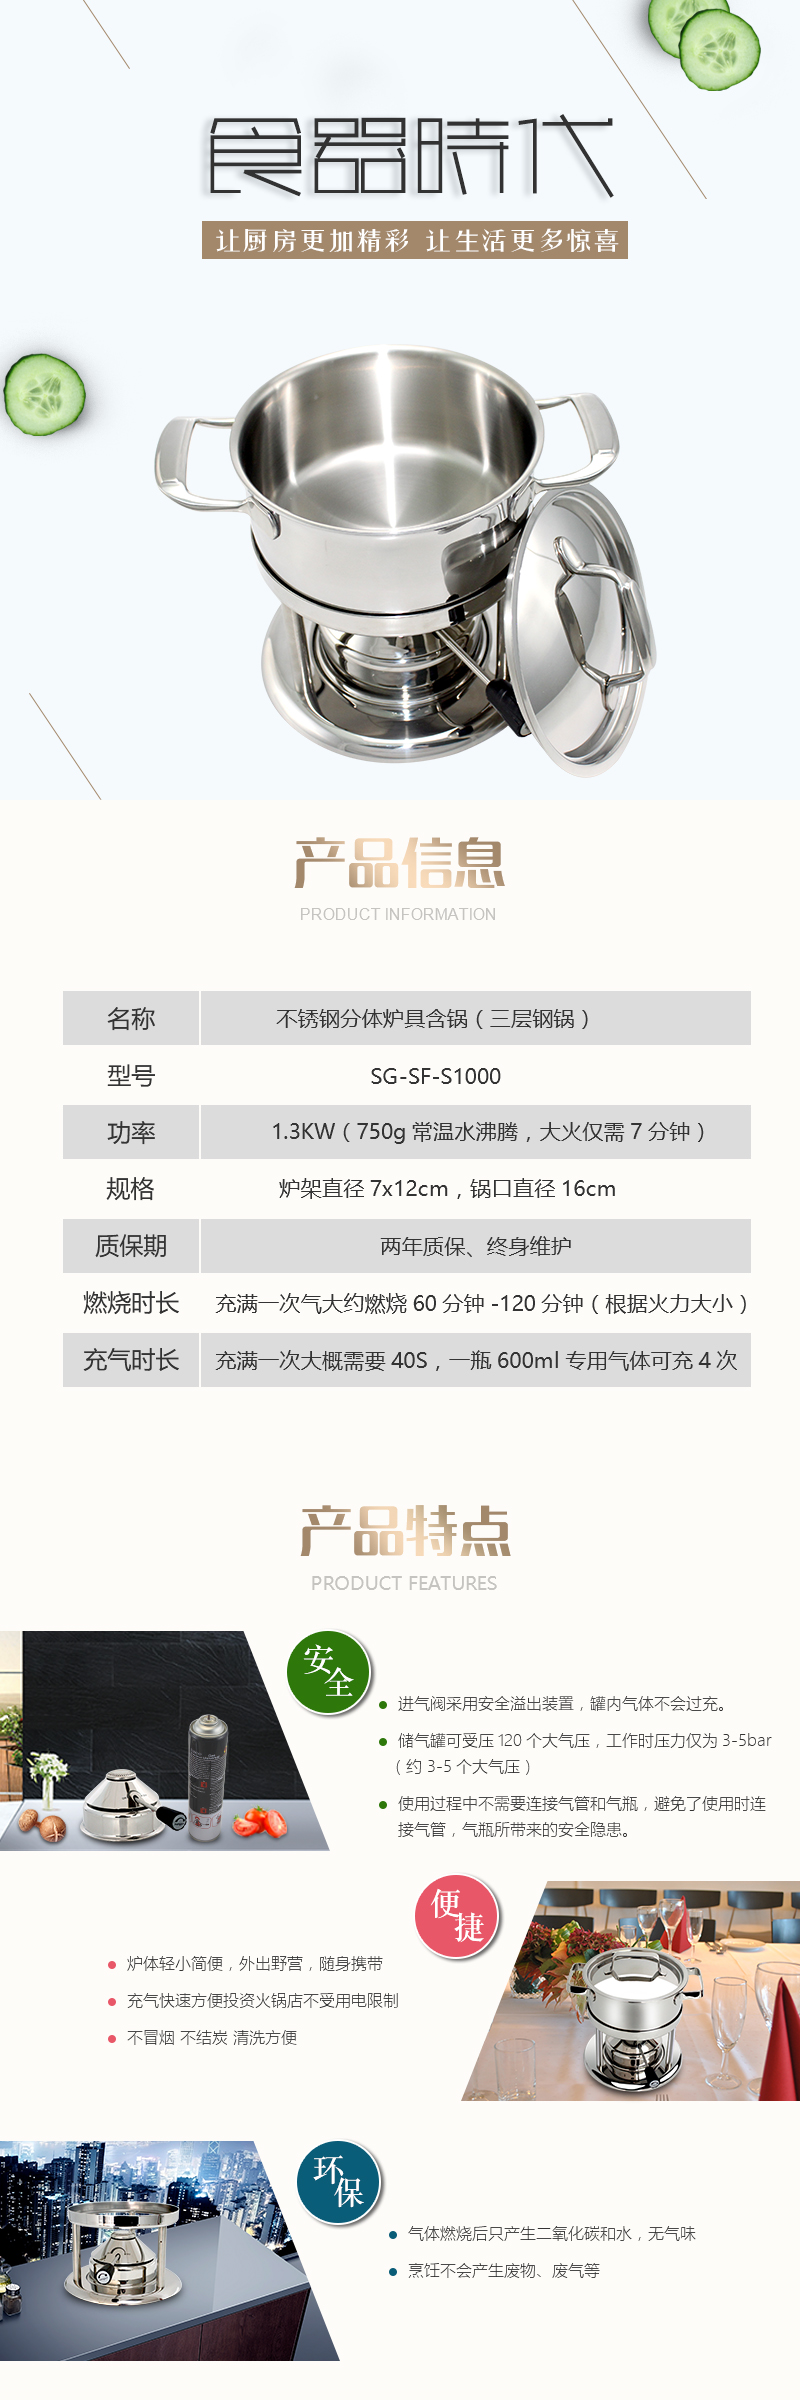 食器時代
让厨房更加精彩 让生活更多惊喜
产品信息
PRODUCT INFORMATION
名称 不锈钢分体炉具含锅（三层钢锅）
型号 SG-SF-S1000
功率 1.3KW（750g 常温水沸腾，大火仅需 7 分钟）
规格 炉架直径 7x12cm，锅口直径 16cm
质保期 两年质保、终身维护
燃烧时长 充满一次气大约燃烧 60 分钟 -120 分钟（根据火力大小）
充气时长 充满一次大概需要 40S，一瓶 600ml 专用气体可充 4 次
产品特点
PRODUCT FEATURES
安全
进气阀采用安全溢出装置，罐内气体不会过充。
储气罐可受压 120 个大气压，工作时压力仅为 3-5bar
（约 3-5 个大气压）
使用过程中不需要连接气管和气瓶，避免了使用时连
接气管，气瓶所带来的安全隐患。
便捷
炉体轻小简便，外出野营，随身携带
充气快速方便投资火锅店不受用电限制
不冒烟 不结炭 清洗方便
环保
气体燃烧后只产生二氧化碳和水，无气味
烹饪不会产生废物、废气等